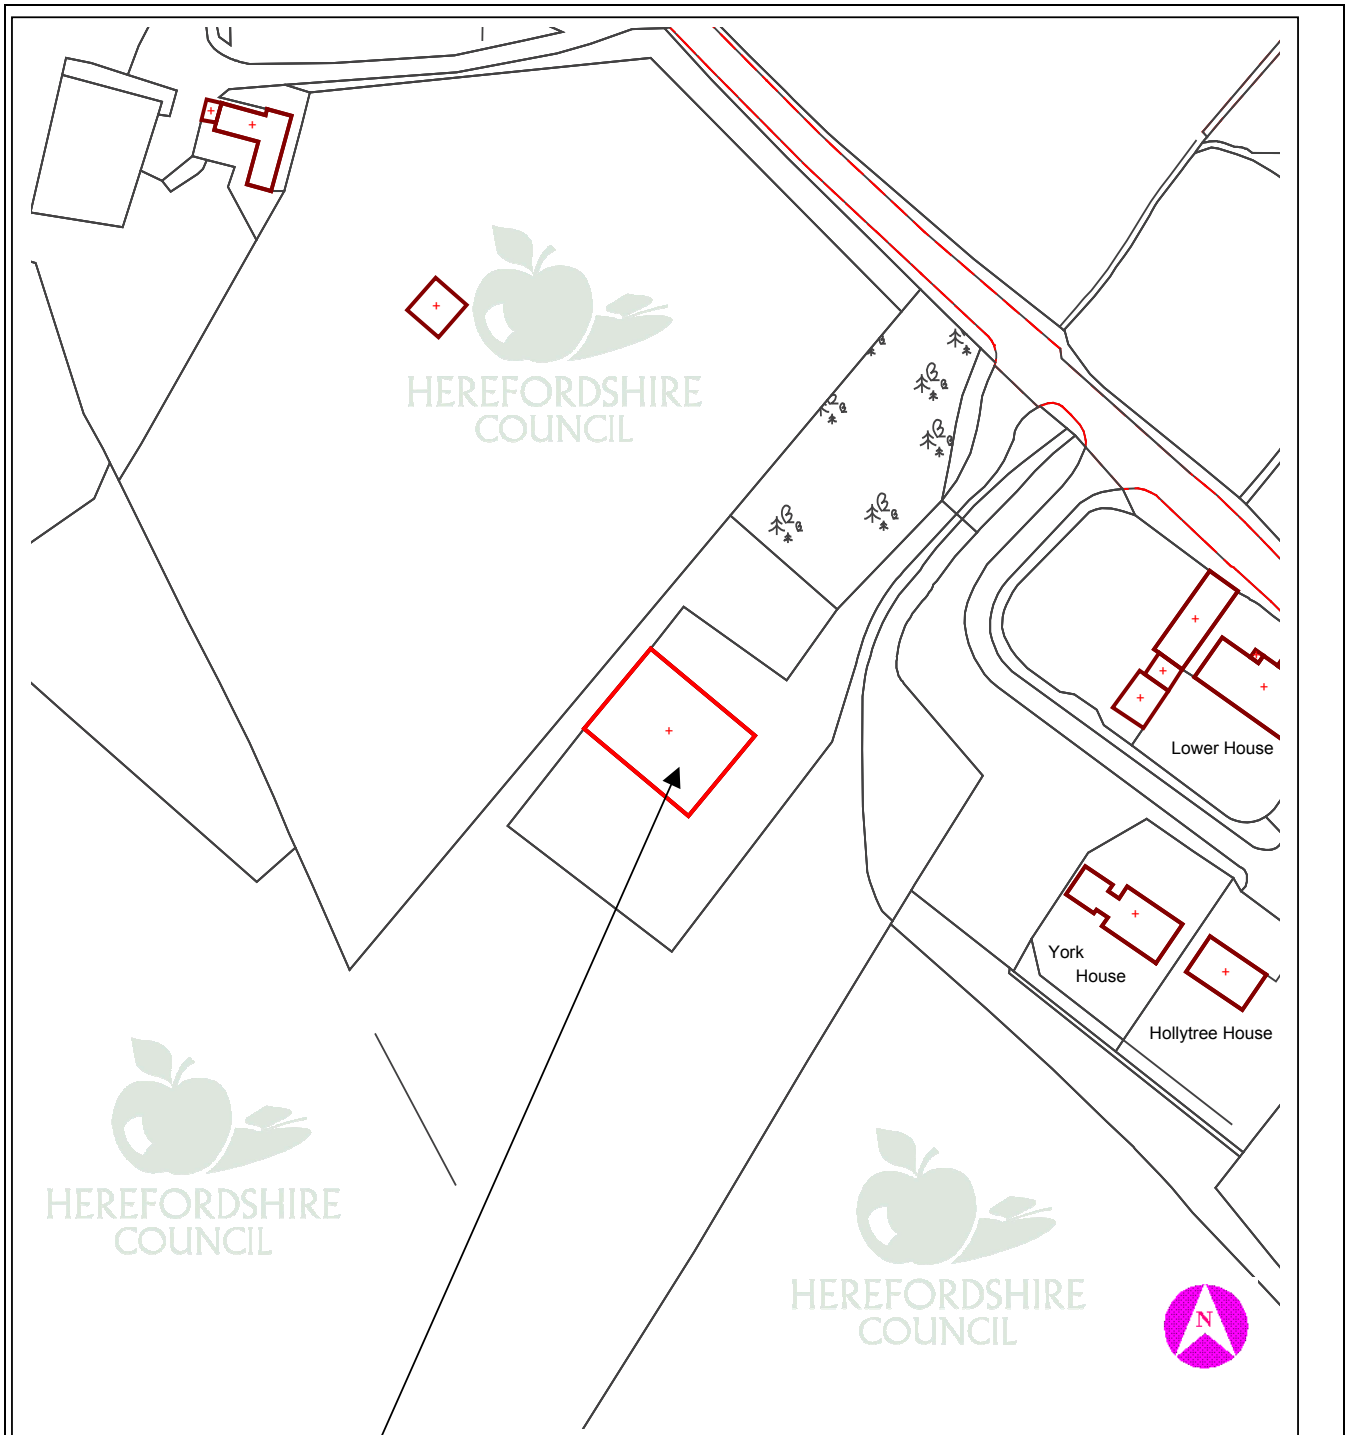 HEREFORDSHIRE
COUNCIL
Lower House
York
House
Hollytree House
HEREFORDSHIRE
COUNCIL
HEREFORDSHIRE
COUNCIL
N